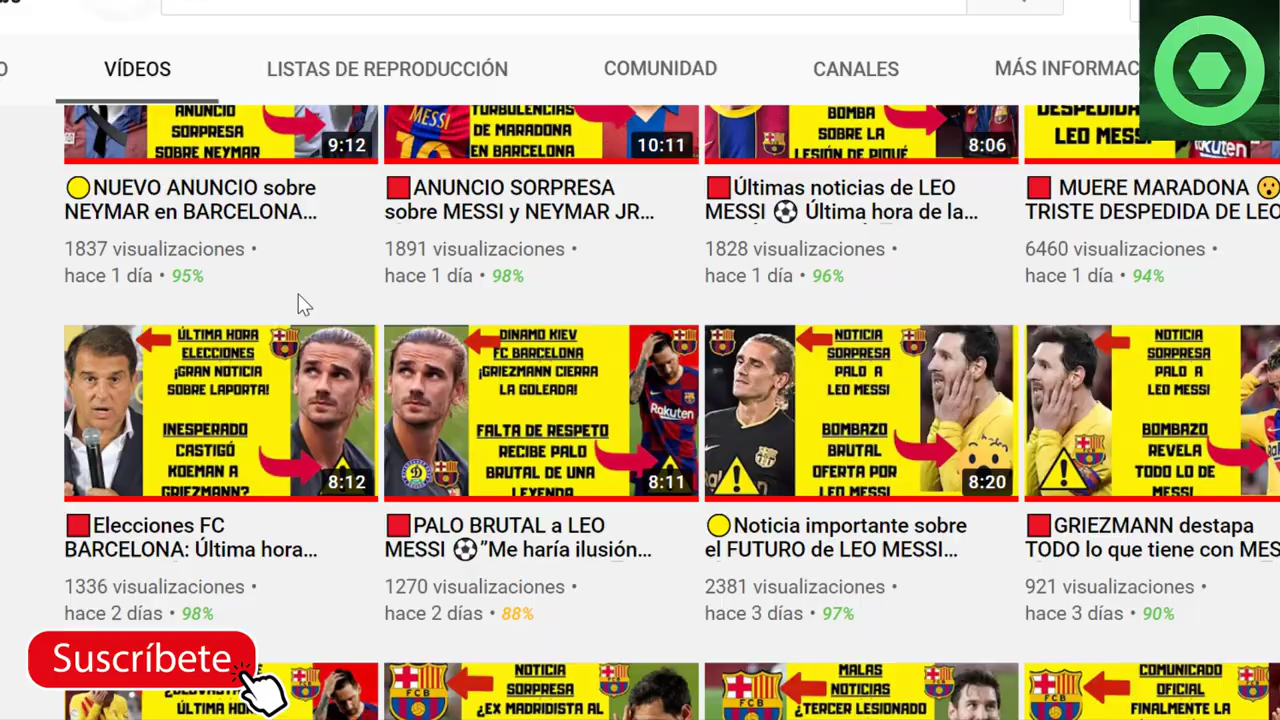 VÍDEOS
LISTAS DE REPRODUCCIÓN
COMUNIDAD
CANALES
MÁS INFORMAC
ANUNCIO
SORPRESA
SOBRE NEYMAR
9:12
MESSI
TURBULENCIAS
DE MARADONA
EN BARCELONA
10:11
BOMBA
SOBRE LA
LESIÓN DE PIQUÉ
8:06
DESPEDIDA
LEO MESSI
NUEVO ANUNCIO sobre
NEYMAR en BARCELONA...
1837 visualizaciones •
hace 1 día • 95%
ANUNCIO SORPRESA
sobre MESSI y NEYMAR JR...
1891 visualizaciones •
hace 1 día • 98%
Últimas noticias de LEO
MESSI ⚽ Última hora de la...
1828 visualizaciones •
hace 1 día • 96%
MUERE MARADONA 😮
TRISTE DESPEDIDA DE LEO
6460 visualizaciones •
hace 1 día • 94%
ÚLTIMA HORA
ELECCIONES
¡GRAN NOTICIA
SOBRE LAPORTA!
INESPERADO
CASTIGÓ
KOEMAN A
GRIEZMANN?
8:12
DINAMO KIEV
FC BARCELONA
¡GRIEZMANN CIERRA
LA GOLEADA!
FALTA DE RESPETO
RECIBE PALO
BRUTAL DE UNA
LEYENDA
Rakuten
8:11
NOTICIA
SORPRESA
PALO A
LEO MESSI
BOMBAZO
BRUTAL
OFERTA POR
LEO MESSI
8:20
NOTICIA
SORPRESA
PALO A
LEO MESSI
BOMBAZO
REVELA
TODO LO DE
MESSI
Elecciones FC
BARCELONA: Última hora...
1336 visualizaciones •
hace 2 días • 98%
PALO BRUTAL a LEO
MESSI ⚽"Me haría ilusión...
1270 visualizaciones •
hace 2 días • 88%
Noticia importante sobre
el FUTURO de LEO MESSI...
2381 visualizaciones •
hace 3 días • 97%
GRIEZMANN destapa
TODO lo que tiene con MES
921 visualizaciones •
hace 3 días • 90%
Suscríbete
ÚLTIMA HOR
FCB
NOTICIA
SORPRESA
¿EX MADRIDISTA AL
FCB
MALAS
NOTICIAS
¿TERCER LESIONADO
FCB
COMUNICADO
OFICIAL
FINALMENTE LA